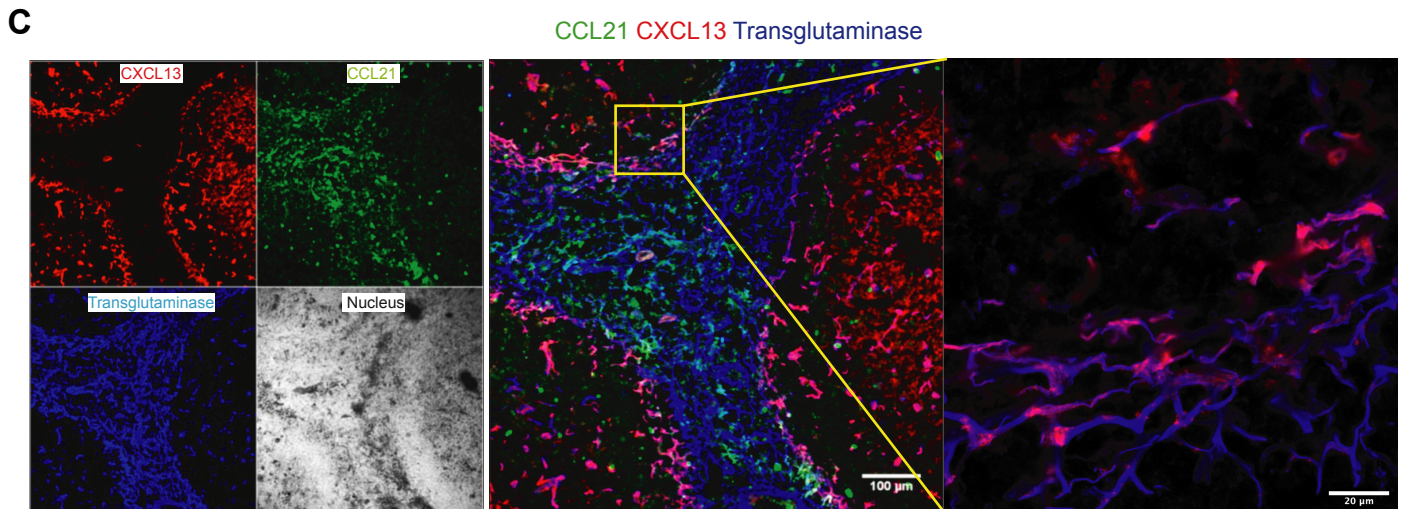 C
CCL21 CXCL13 Transglutaminase
CXCL13
CCL21
Transglutaminase
Nucleus
100 µm
20 µm